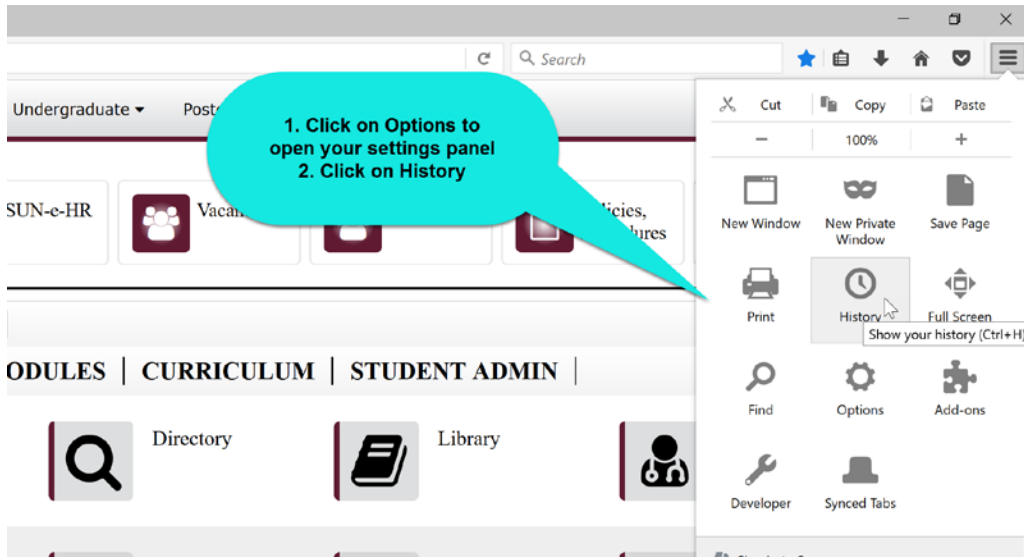 Search
Undergraduate
1. Click on Options to
open your settings panel
2. Click on History
Cut Copy Paste
− 100% +
New Window New Private Window Save Page
SUN-e-HR
Print History Full Screen
Show your history (Ctrl+H)
CURRICULUM | STUDENT ADMIN |
Find Options Add-ons
Directory Library
Developer Synced Tabs